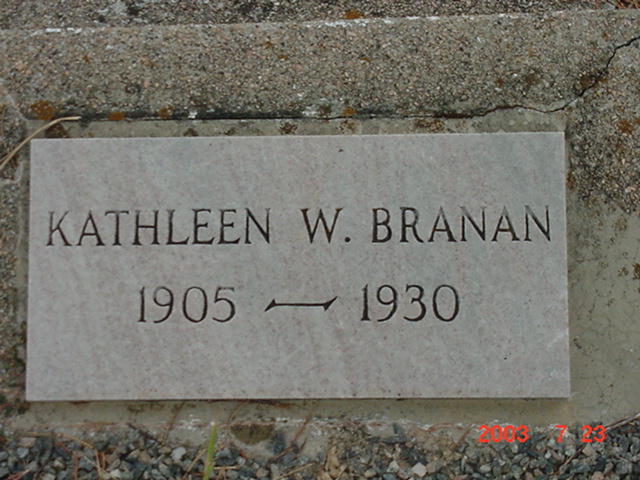 KATHLEEN W. BRANAN
1905 — 1930
2003 7 23